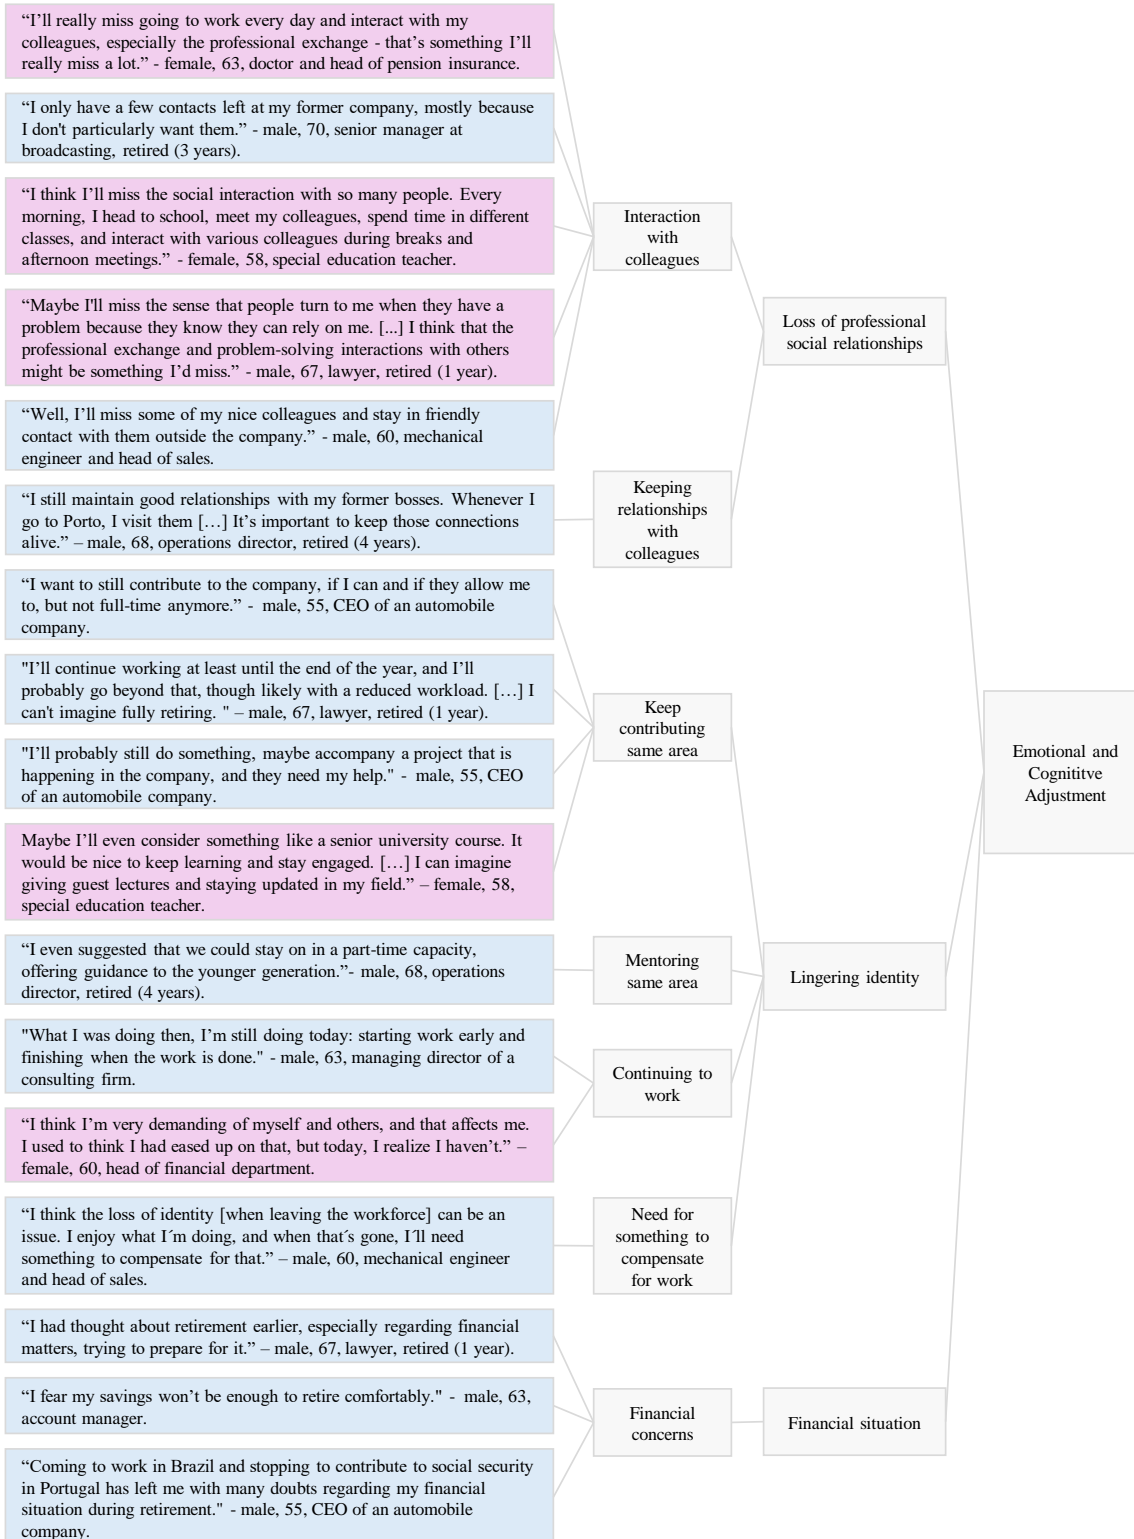 “I’ll really miss going to work every day and interact with my
colleagues, especially the professional exchange - that’s something I’ll
really miss a lot.” - female, 63, doctor and head of pension insurance.
“I only have a few contacts left at my former company, mostly because
I don't particularly want them.” - male, 70, senior manager at
broadcasting, retired (3 years).
“I think I’ll miss the social interaction with so many people. Every
morning, I head to school, meet my colleagues, spend time in different
classes, and interact with various colleagues during breaks and
afternoon meetings.” - female, 58, special education teacher.
“Maybe I'll miss the sense that people turn to me when they have a
problem because they know they can rely on me. [...] I think that the
professional exchange and problem-solving interactions with others
might be something I’d miss.” - male, 67, lawyer, retired (1 year).
“Well, I’ll miss some of my nice colleagues and stay in friendly
contact with them outside the company.” - male, 60, mechanical
engineer and head of sales.
“I still maintain good relationships with my former bosses. Whenever I
go to Porto, I visit them […] It’s important to keep those connections
alive.” – male, 68, operations director, retired (4 years).
“I want to still contribute to the company, if I can and if they allow me
to, but not full-time anymore.” - male, 55, CEO of an automobile
company.
"I’ll continue working at least until the end of the year, and I’ll
probably go beyond that, though likely with a reduced workload. […] I
can't imagine fully retiring. " – male, 67, lawyer, retired (1 year).
"I’ll probably still do something, maybe accompany a project that is
happening in the company, and they need my help." - male, 55, CEO
of an automobile company.
Maybe I’ll even consider something like a senior university course. It
would be nice to keep learning and stay engaged. […] I can imagine
giving guest lectures and staying updated in my field.” – female, 58,
special education teacher.
“I even suggested that we could stay on in a part-time capacity,
offering guidance to the younger generation.”- male, 68, operations
director, retired (4 years).
"What I was doing then, I’m still doing today: starting work early and
finishing when the work is done." - male, 63, managing director of a
consulting firm.
“I think I’m very demanding of myself and others, and that affects me.
I used to think I had eased up on that, but today, I realize I haven’t.” –
female, 60, head of financial department.
“I think the loss of identity [when leaving the workforce] can be an
issue. I enjoy what I´m doing, and when that´s gone, I´ll need
something to compensate for that.” – male, 60, mechanical engineer
and head of sales.
“I had thought about retirement earlier, especially regarding financial
matters, trying to prepare for it.” – male, 67, lawyer, retired (1 year).
“I fear my savings won’t be enough to retire comfortably." - male, 63,
account manager.
“Coming to work in Brazil and stopping to contribute to social security
in Portugal has left me with many doubts regarding my financial
situation during retirement." - male, 55, CEO of an automobile
company.
Interaction
with
colleagues
Keeping
relationships
with
colleagues
Keep
contributing
same area
Mentoring
same area
Continuing to
work
Need for
something to
compensate
for work
Financial
concerns
Loss of professional
social relationships
Lingering identity
Financial situation
Emotional and
Cognitive
Adjustment